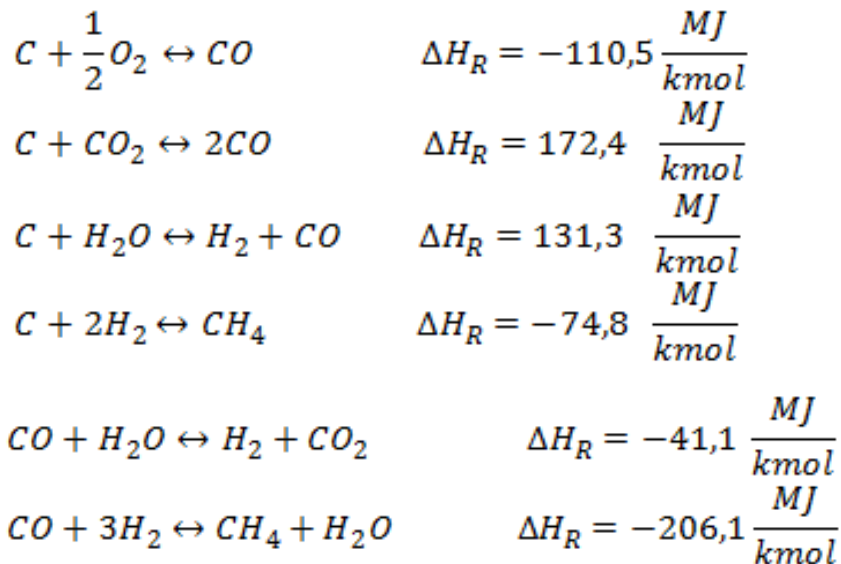 C + 1/2 O₂ ↔ CO ΔH_R = −110,5 MJ/kmol
C + CO₂ ↔ 2CO ΔH_R = 172,4 MJ/kmol
C + H₂O ↔ H₂ + CO ΔH_R = 131,3 MJ/kmol
C + 2H₂ ↔ CH₄ ΔH_R = −74,8 MJ/kmol
CO + H₂O ↔ H₂ + CO₂ ΔH_R = −41,1 MJ/kmol
CO + 3H₂ ↔ CH₄ + H₂O ΔH_R = −206,1 MJ/kmol